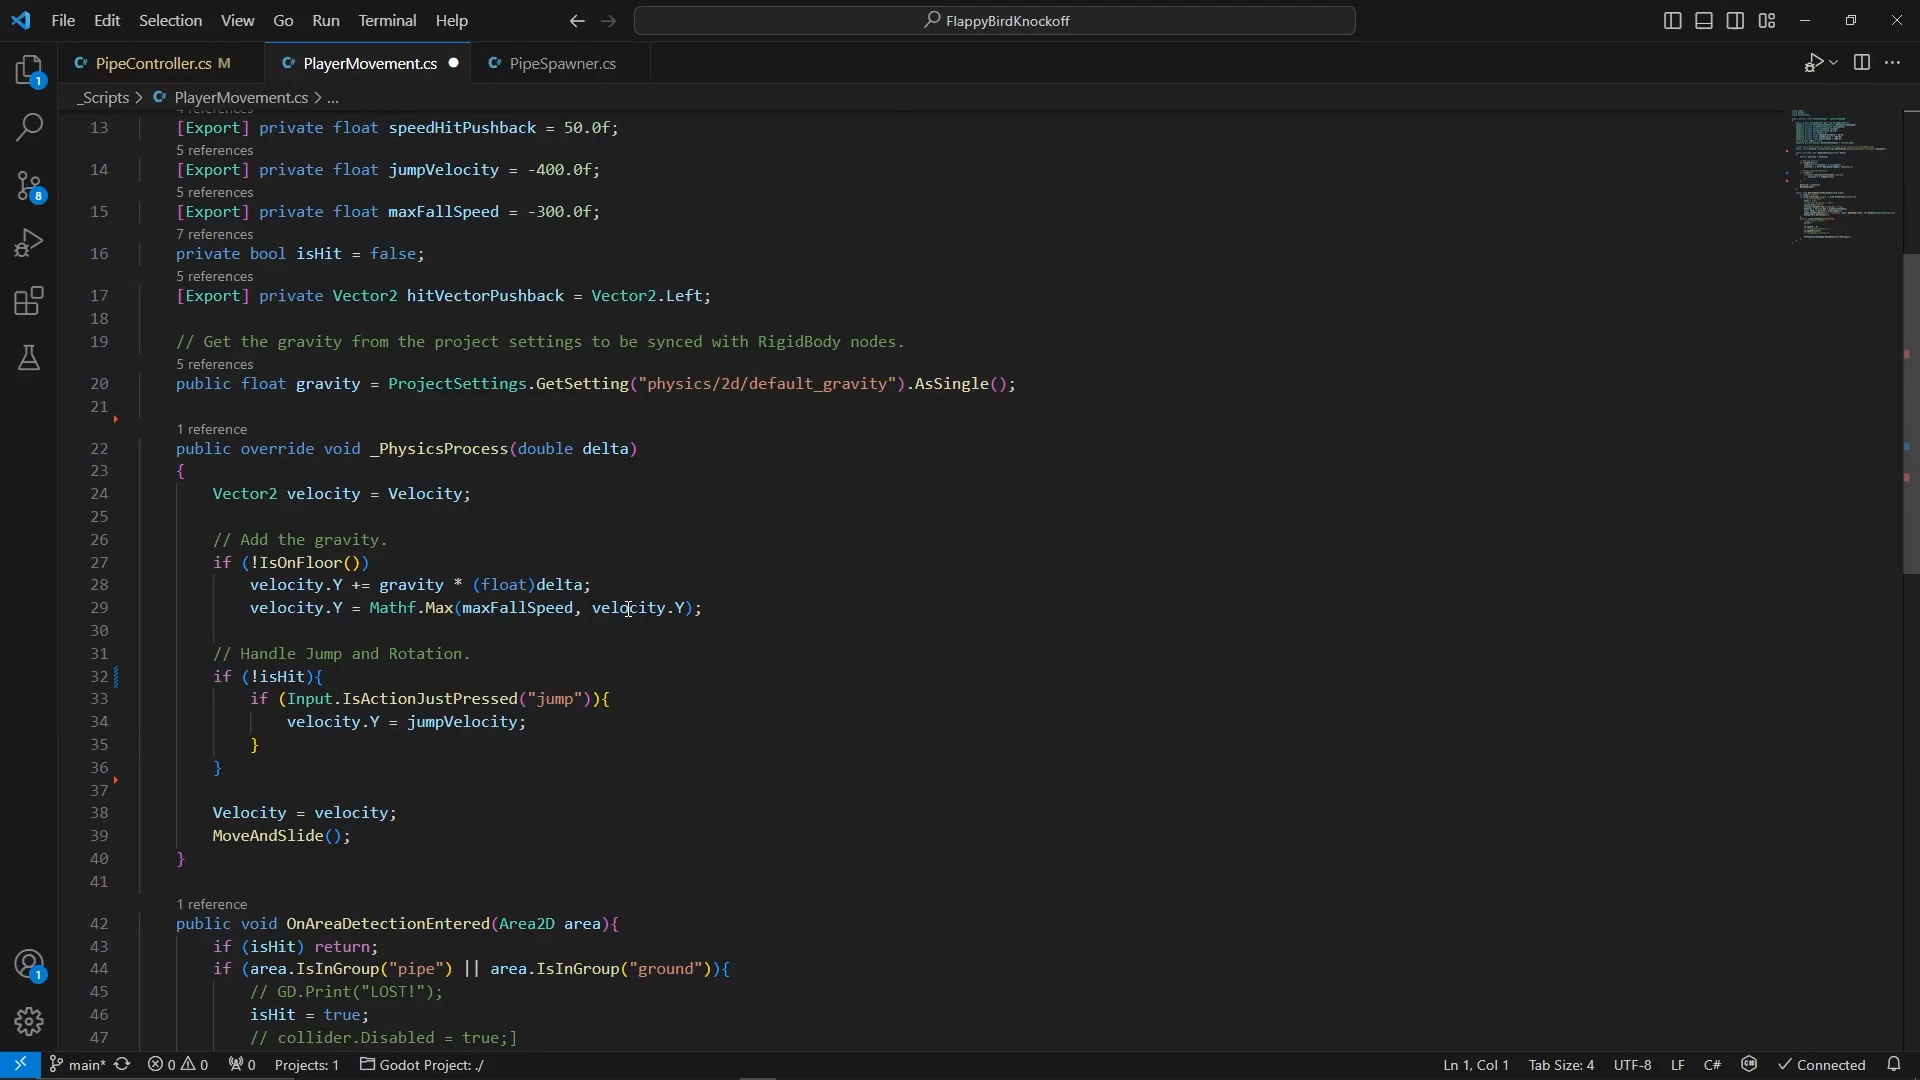 File Edit Selection View Go Run Terminal Help
FlappyBirdKnockoff
PipeController.cs M
PlayerMovement.cs
PipeSpawner.cs
_Scripts > PlayerMovement.cs > ...
13 [Export] private float speedHitPushback = 50.0f;
5 references
14 [Export] private float jumpVelocity = -400.0f;
5 references
15 [Export] private float maxFallSpeed = -300.0f;
7 references
16 private bool isHit = false;
5 references
17 [Export] private Vector2 hitVectorPushback = Vector2.Left;
18
19 // Get the gravity from the project settings to be synced with RigidBody nodes.
5 references
20 public float gravity = ProjectSettings.GetSetting("physics/2d/default_gravity").AsSingle();
21
1 reference
22 public override void _PhysicsProcess(double delta)
23 {
24 Vector2 velocity = Velocity;
25
26 // Add the gravity.
27 if (!IsOnFloor())
28 velocity.Y += gravity * (float)delta;
29 velocity.Y = Mathf.Max(maxFallSpeed, velocity.Y);
30
31 // Handle Jump and Rotation.
32 if (!isHit){
33 if (Input.IsActionJustPressed("jump")){
34 velocity.Y = jumpVelocity;
35 }
36 }
37
38 Velocity = velocity;
39 MoveAndSlide();
40 }
41
1 reference
42 public void OnAreaDetectionEntered(Area2D area){
43 if (isHit) return;
44 if (area.IsInGroup("pipe") || area.IsInGroup("ground")){
45 // GD.Print("LOST!");
46 isHit = true;
47 // collider.Disabled = true;]
1
8
1
main* 0 0 0 Projects: 1 Godot Project: ./ Ln 1, Col 1 Tab Size: 4 UTF-8 LF C# Connected